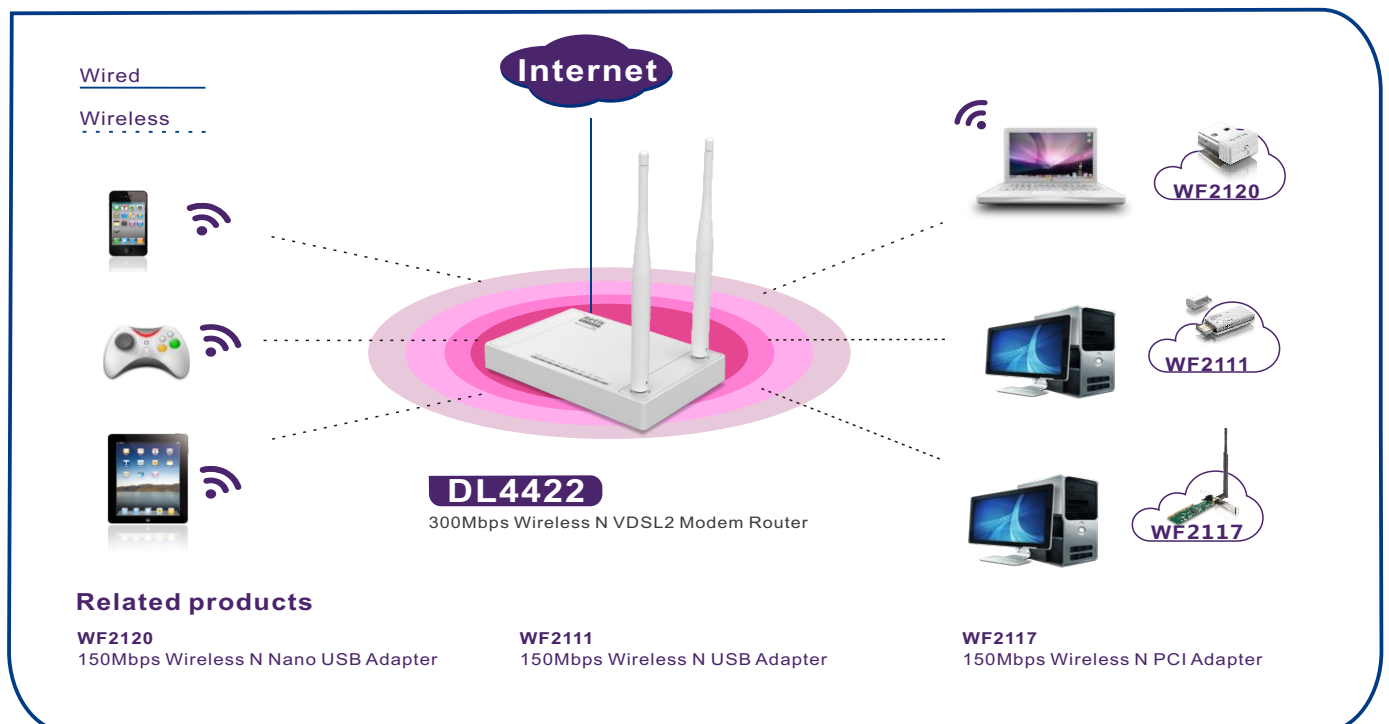 Internet
Wired
Wireless
WF2120
WF2111
netis
DL4422
300Mbps Wireless N VDSL2 Modem Router
WF2117
Related products
WF2120
150Mbps Wireless N Nano USB Adapter
WF2111
150Mbps Wireless N USB Adapter
WF2117
150Mbps Wireless N PCI Adapter